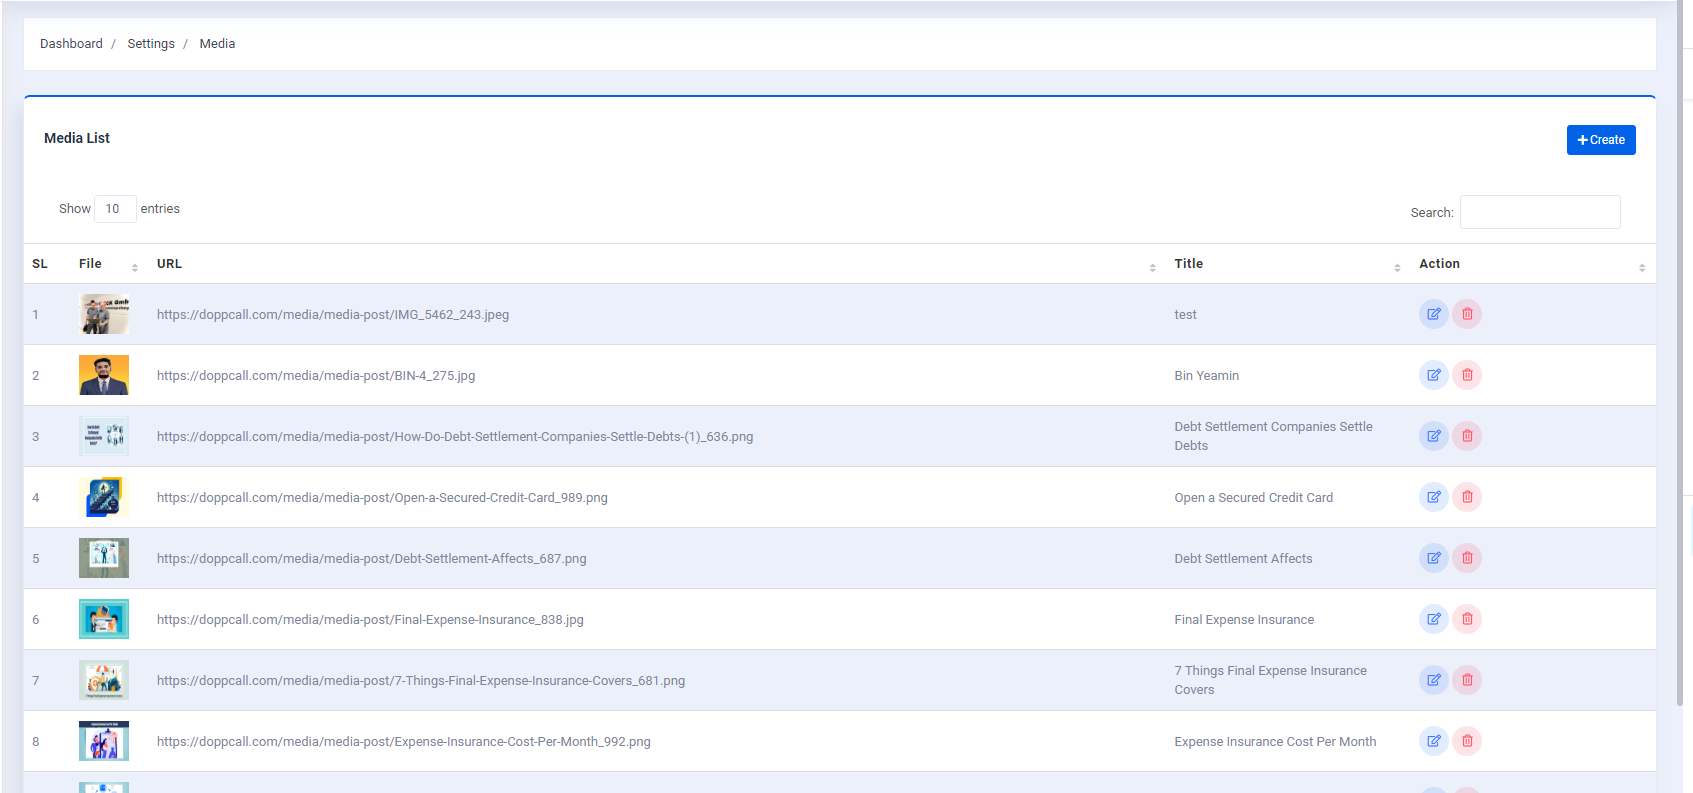 Dashboard / Settings / Media
Media List
Create
Show 10 entries
Search:
SL File URL Title Action
1 https://doppcall.com/media/media-post/IMG_5462_243.jpeg test
2 https://doppcall.com/media/media-post/BIN-4_275.jpg Bin Yeamin
3 https://doppcall.com/media/media-post/How-Do-Debt-Settlement-Companies-Settle-Debts-(1)_636.png Debt Settlement Companies Settle
Debts
4 https://doppcall.com/media/media-post/Open-a-Secured-Credit-Card_989.png Open a Secured Credit Card
5 https://doppcall.com/media/media-post/Debt-Settlement-Affects_687.png Debt Settlement Affects
6 https://doppcall.com/media/media-post/Final-Expense-Insurance_838.jpg Final Expense Insurance
7 https://doppcall.com/media/media-post/7-Things-Final-Expense-Insurance-Covers_681.png 7 Things Final Expense Insurance
Covers
8 https://doppcall.com/media/media-post/Expense-Insurance-Cost-Per-Month_992.png Expense Insurance Cost Per Month